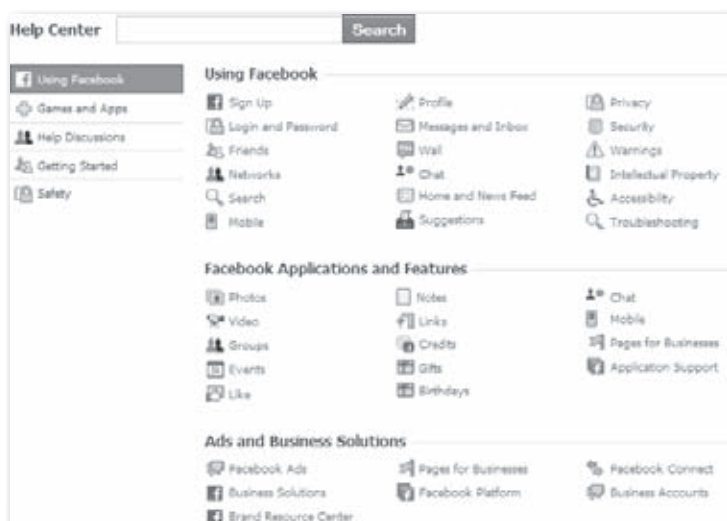 Help Center Search
Using Facebook
Games and Apps
Help Discussions
Getting Started
Safety
Using Facebook
Sign Up Profile Privacy
Login and Password Messages and Inbox Security
Friends Wall Warnings
Networks Chat Intellectual Property
Search Home and News Feed Accessibility
Mobile Suggestions Troubleshooting
Facebook Applications and Features
Photos Notes Chat
Video Links Mobile
Groups Credits Pages for Businesses
Events Gifts Application Support
Like Birthdays
Ads and Business Solutions
Facebook Ads Pages for Businesses Facebook Connect
Business Solutions Facebook Platform Business Accounts
Brand Resource Center